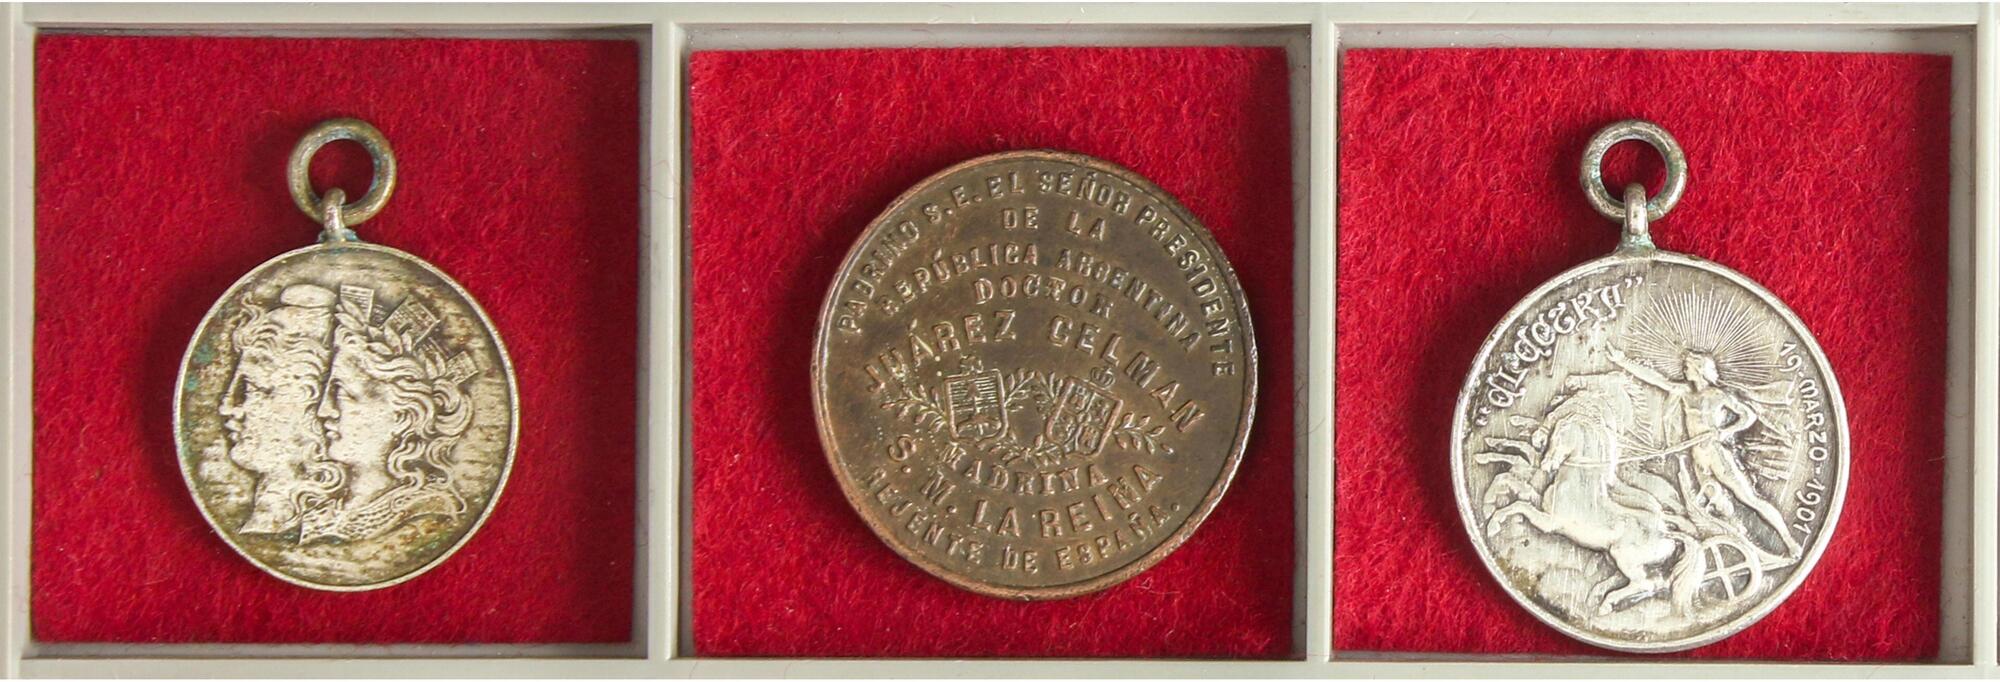 PADRINO S.E. EL SEÑOR PRESIDENTE
DE LA
REPÚBLICA ARGENTINA
DOCTOR
JUÁREZ CELMAN
MADRINA
S. M. LA REINA
REJENTE DE ESPAÑA.
19-MARZO-1901